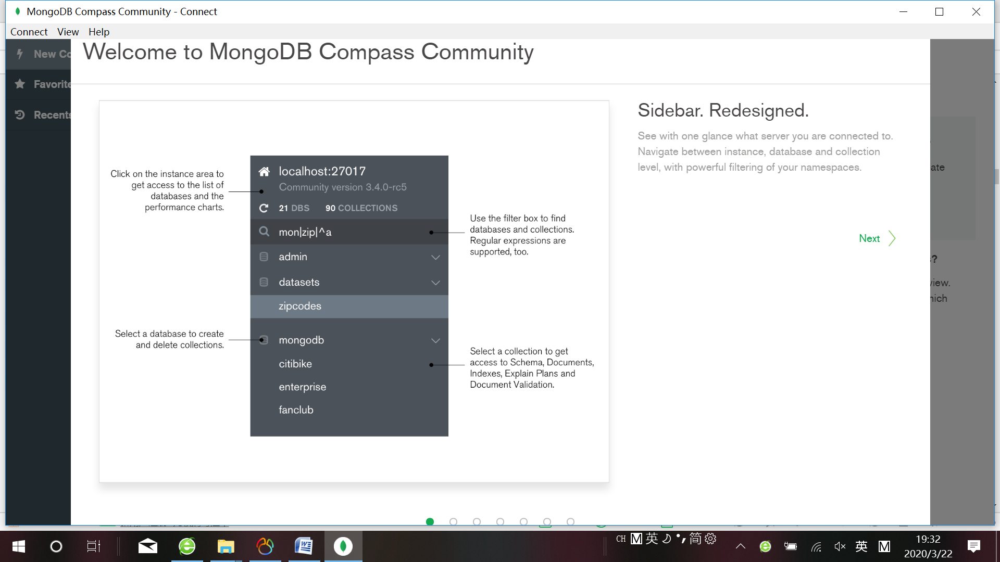 MongoDB Compass Community - Connect
Connect View Help
New Co
Favorite
Recents
Welcome to MongoDB Compass Community
Click on the instance area to
get access to the list of
databases and the
performance charts.
Select a database to create
and delete collections.
localhost:27017
Community version 3.4.0-rc5
21 DBS 90 COLLECTIONS
mon|zip|^a
admin
datasets
zipcodes
mongodb
citibike
enterprise
fanclub
Use the filter box to find
databases and collections.
Regular expressions are
supported, too.
Select a collection to get
access to Schema, Documents,
Indexes, Explain Plans and
Document Validation.
Sidebar. Redesigned.
See with one glance what server you are connected to.
Navigate between instance, database and collection
level, with powerful filtering of your namespaces.
Next
ate
?
view.
hich
CH M 英 简
英 M
19:32
2020/3/22